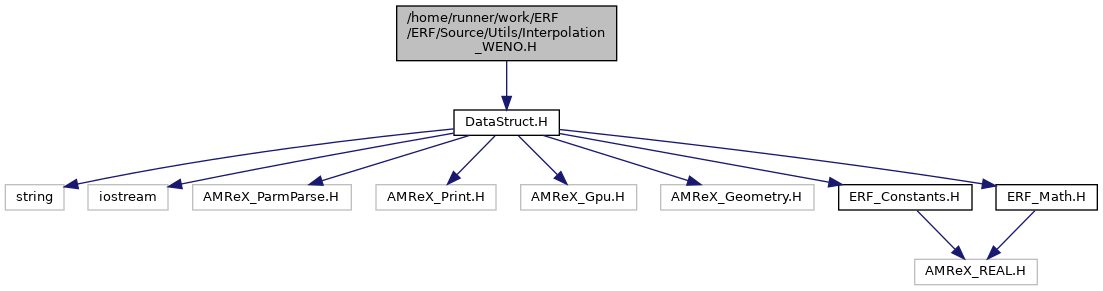 /home/runner/work/ERF
/ERF/Source/Utils/Interpolation
_WENO.H
DataStruct.H
string
iostream
AMReX_ParmParse.H
AMReX_Print.H
AMReX_Gpu.H
AMReX_Geometry.H
ERF_Constants.H
ERF_Math.H
AMReX_REAL.H